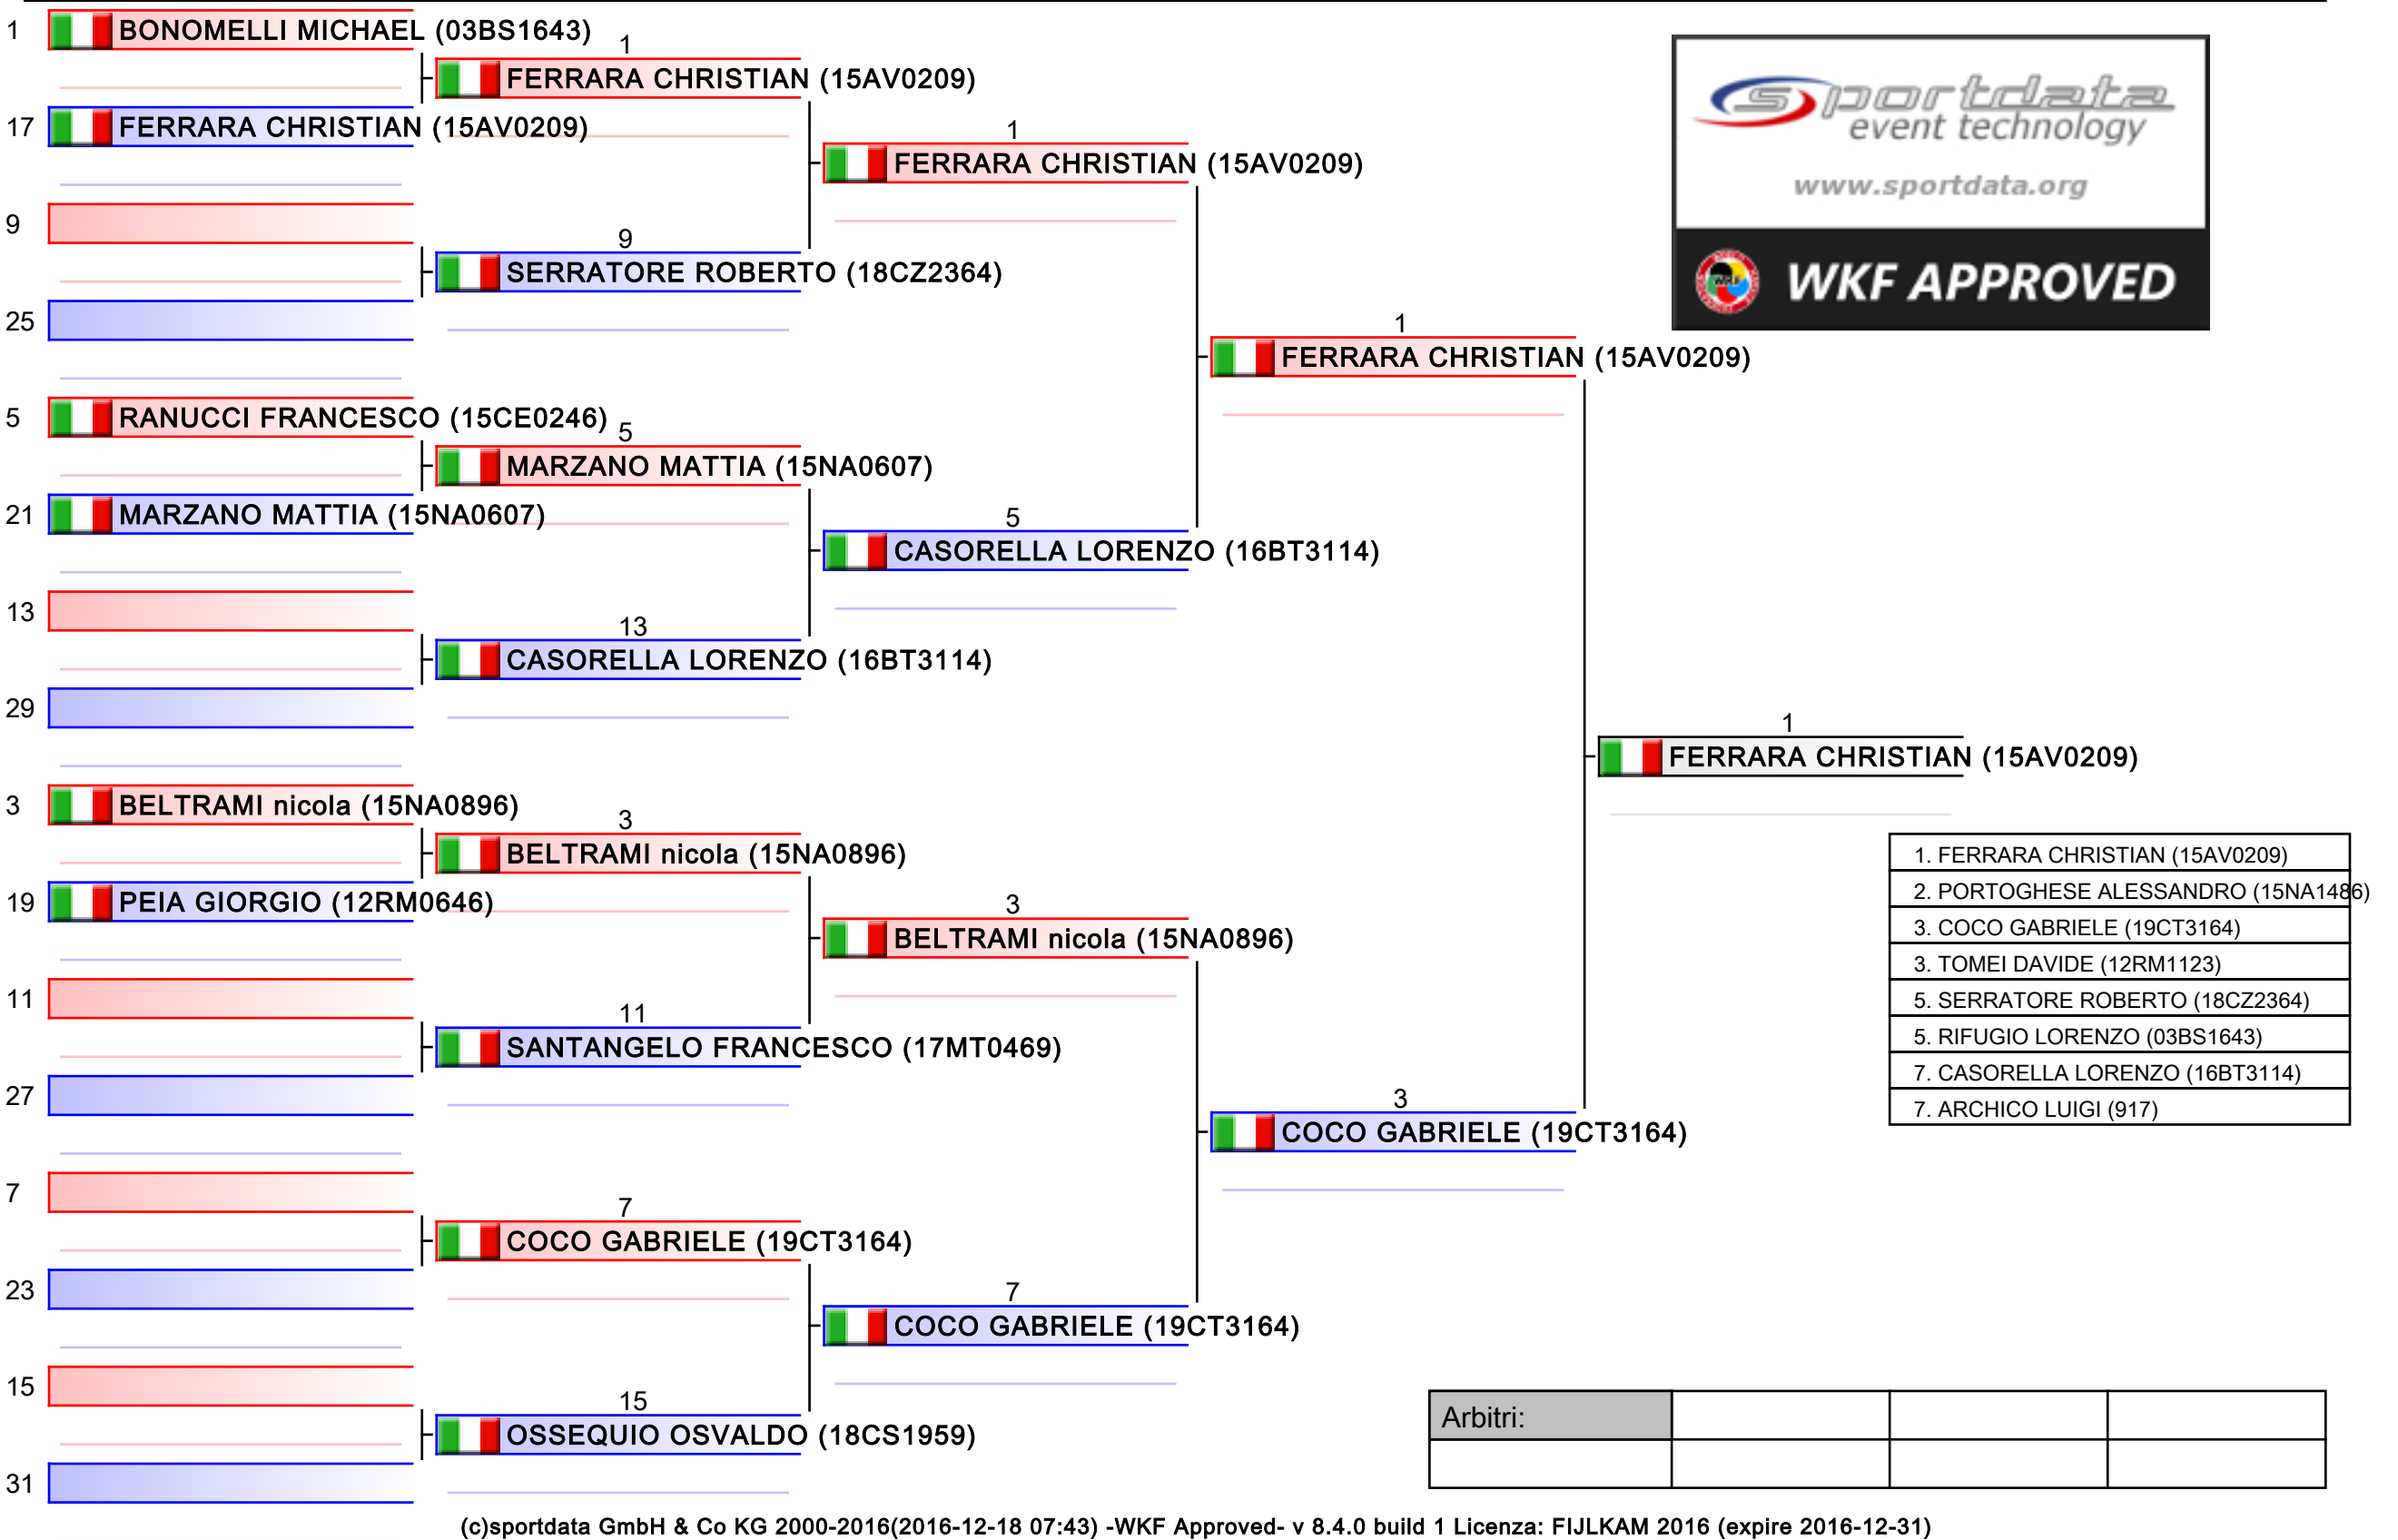 1 BONOMELLI MICHAEL (03BS1643)
1
FERRARA CHRISTIAN (15AV0209)
17 FERRARA CHRISTIAN (15AV0209)
1
FERRARA CHRISTIAN (15AV0209)
9
9
SERRATORE ROBERTO (18CZ2364)
25
1
FERRARA CHRISTIAN (15AV0209)
5 RANUCCI FRANCESCO (15CE0246)
5
MARZANO MATTIA (15NA0607)
21 MARZANO MATTIA (15NA0607)
5
CASORELLA LORENZO (16BT3114)
13
13
CASORELLA LORENZO (16BT3114)
29
1
FERRARA CHRISTIAN (15AV0209)
3 BELTRAMI nicola (15NA0896)
3
BELTRAMI nicola (15NA0896)
19 PEIA GIORGIO (12RM0646)
3
BELTRAMI nicola (15NA0896)
11
11
SANTANGELO FRANCESCO (17MT0469)
27
3
COCO GABRIELE (19CT3164)
7
7
COCO GABRIELE (19CT3164)
23
7
COCO GABRIELE (19CT3164)
15
15
OSSEQUIO OSVALDO (18CS1959)
31
sportdata
event technology
www.sportdata.org
WKF
WKF APPROVED
1. FERRARA CHRISTIAN (15AV0209)
2. PORTOGHESE ALESSANDRO (15NA1486)
3. COCO GABRIELE (19CT3164)
3. TOMEI DAVIDE (12RM1123)
5. SERRATORE ROBERTO (18CZ2364)
5. RIFUGIO LORENZO (03BS1643)
7. CASORELLA LORENZO (16BT3114)
7. ARCHICO LUIGI (917)
Arbitri:
(c)sportdata GmbH & Co KG 2000-2016(2016-12-18 07:43) -WKF Approved- v 8.4.0 build 1 Licenza: FIJLKAM 2016 (expire 2016-12-31)